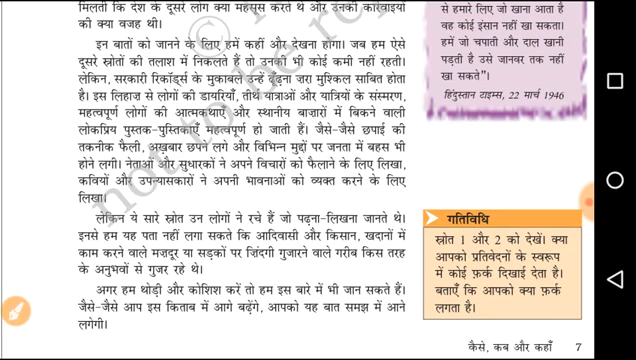 मिलती कि देश के दूसरे लोग क्या महसूस करते थे और उनकी कार्रवाइयों
की क्या वजह थी।
इन बातों को जानने के लिए हमें कहीं और देखना होगा। जब हम ऐसे
दूसरे स्रोतों की तलाश में निकलते हैं तो उनकी भी कोई कमी नहीं रहती।
लेकिन, सरकारी रिकॉर्ड्स के मुकाबले उन्हें ढूँढ़ना ज़रा मुश्किल साबित होता
है। इस लिहाज से लोगों की डायरियाँ, तीर्थ यात्राओं और यात्रियों के संस्मरण,
महत्वपूर्ण लोगों की आत्मकथाएँ और स्थानीय बाजारों में बिकने वाली
लोकप्रिय पुस्तक-पुस्तिकाएँ महत्वपूर्ण हो जाती हैं। जैसे-जैसे छपाई की
तकनीक फैली, अख़बार छपने लगे और विभिन्न मुद्दों पर जनता में बहस भी
होने लगी। नेताओं और सुधारकों ने अपने विचारों को फैलाने के लिए लिखा,
कवियों और उपन्यासकारों ने अपनी भावनाओं को व्यक्त करने के लिए
लिखा।
लेकिन ये सारे स्रोत उन लोगों ने रचे हैं जो पढ़ना-लिखना जानते थे।
इनसे हम यह पता नहीं लगा सकते कि आदिवासी और किसान, खदानों में
काम करने वाले मज़दूर या सड़कों पर ज़िंदगी गुजारने वाले गरीब किस तरह
के अनुभवों से गुजर रहे थे।
अगर हम थोड़ी और कोशिश करें तो हम इस बारे में भी जान सकते हैं।
जैसे-जैसे आप इस किताब में आगे बढ़ेंगे, आपको यह बात समझ में आने
लगेगी।
से हमारे लिए जो खाना आता है
वह कोई इंसान नहीं खा सकता।
हमें जो चपाती और दाल खानी
पड़ती है उसे जानवर तक नहीं
खा सकते"।
हिंदुस्तान टाइम्स, 22 मार्च 1946
गतिविधि
स्रोत 1 और 2 को देखें। क्या
आपको प्रतिवेदनों के स्वरूप
में कोई फ़र्क दिखाई देता है।
बताएँ कि आपको क्या फ़र्क
लगता है।
कैसे, कब और कहाँ 7
©
not to be r